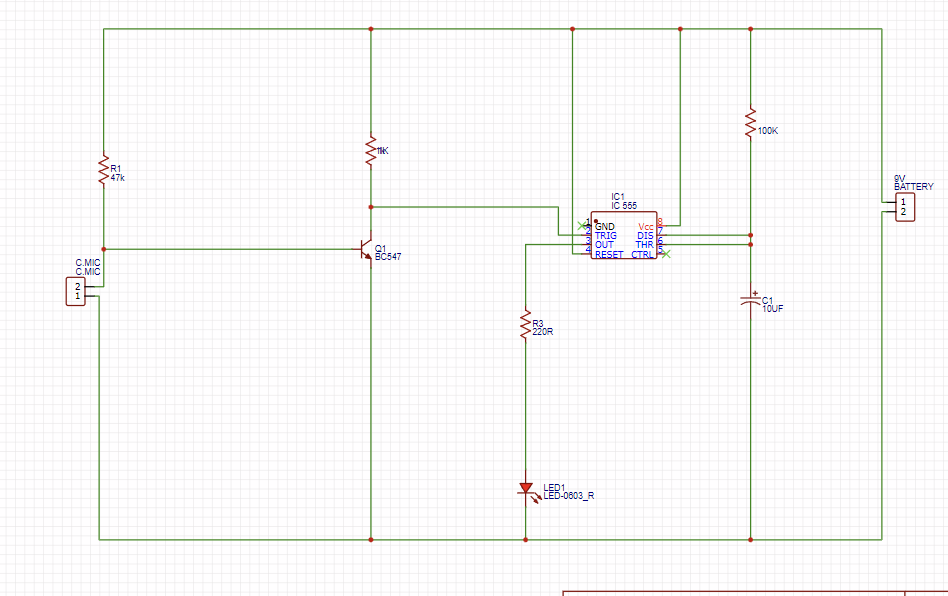 R1
47k
C.MIC
C.MIC
2
1
Q1
BC547
IC1
IC 555
1
GND
Vcc
8
2
TRIG
DIS
7
3
OUT
THR
6
4
RESET
CTRL
5
R3
220R
LED1
LED-0603_R
100K
C1
10UF
9V
BATTERY
1
2